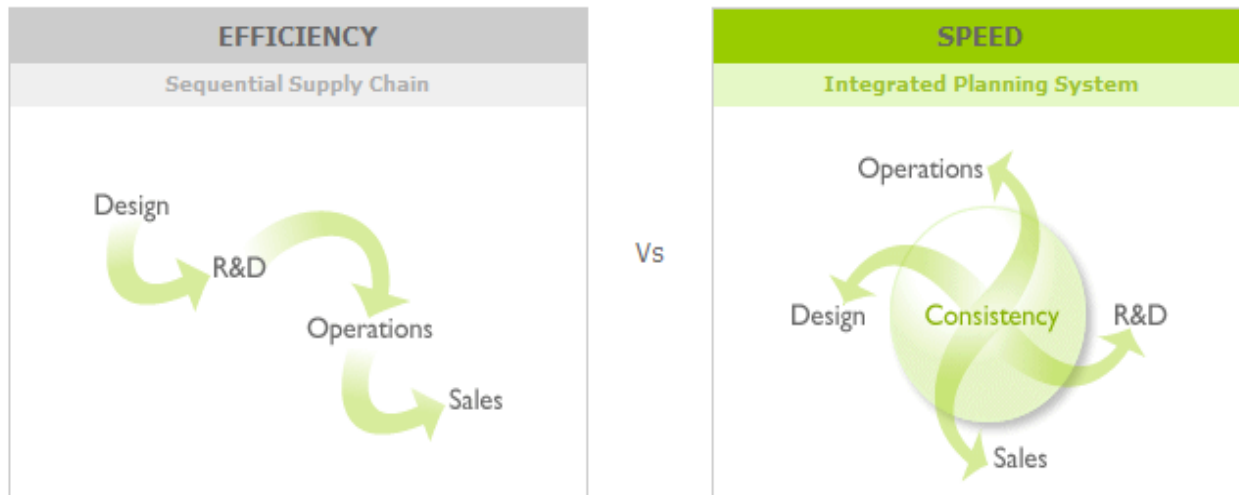 EFFICIENCY
Sequential Supply Chain
Design
R&D
Operations
Sales
Vs
SPEED
Integrated Planning System
Operations
Design
Consistency
R&D
Sales